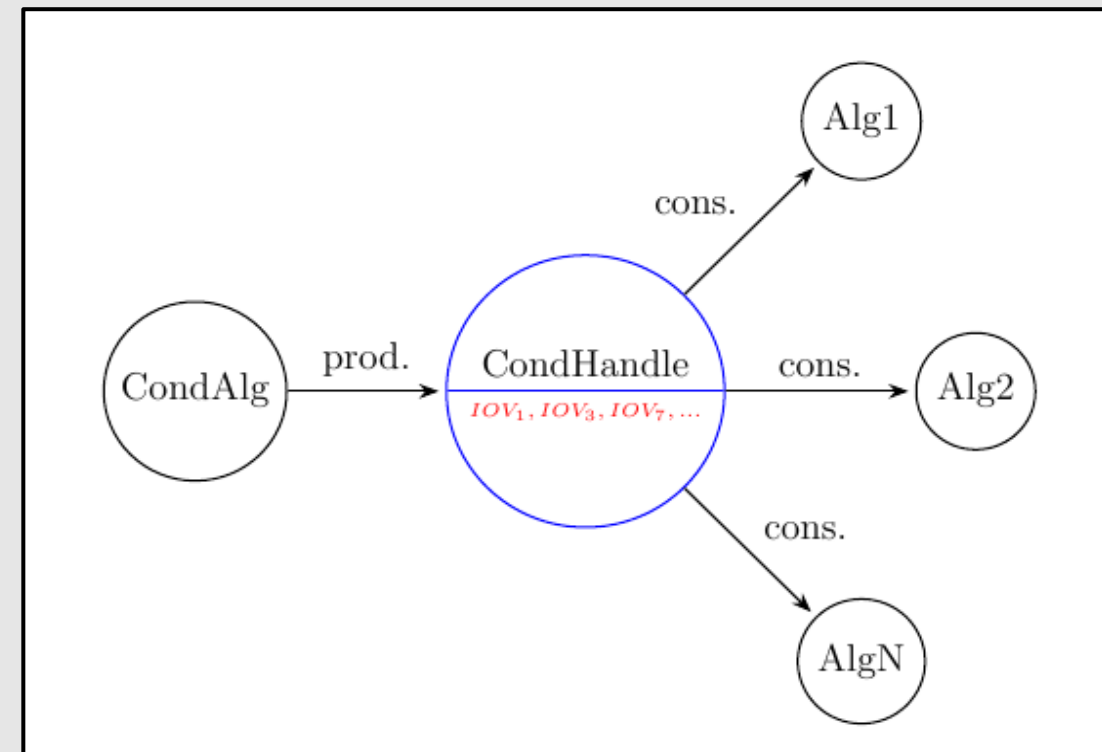 Alg1
cons.
CondAlg
prod.
CondHandle
IOV₁, IOV₃, IOV₇, ...
cons.
Alg2
cons.
AlgN